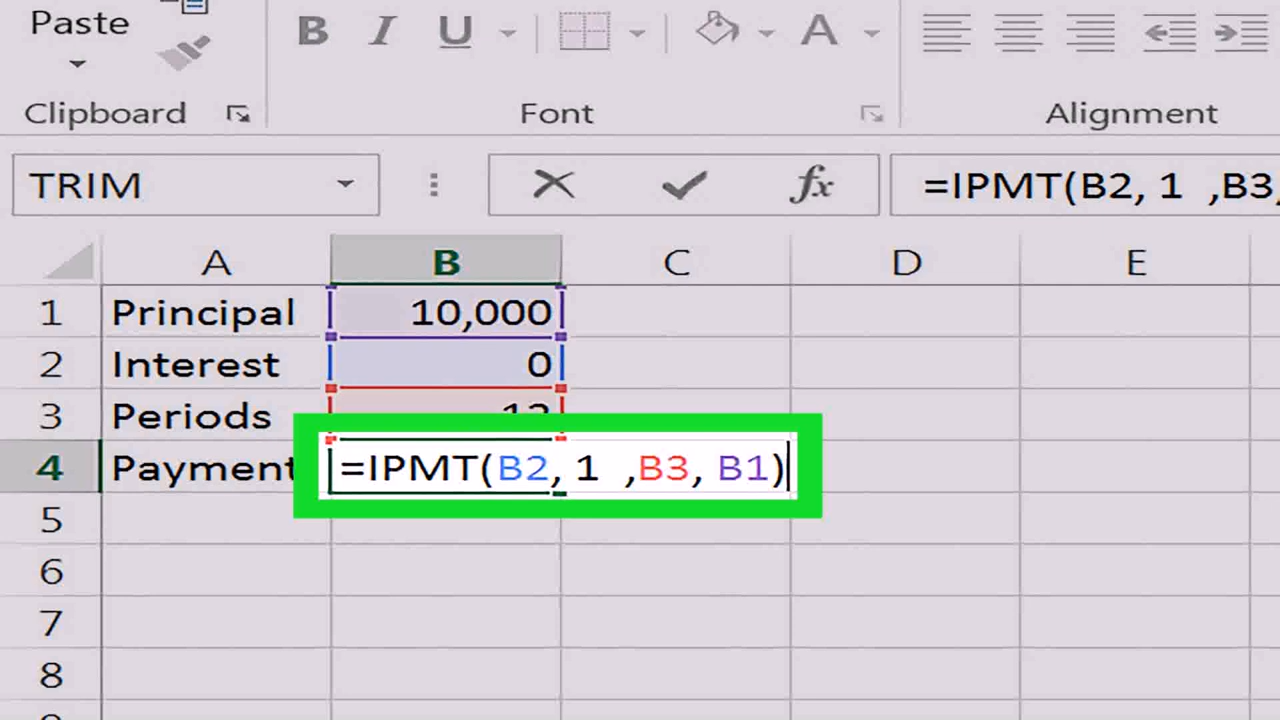 Paste
B I U A
Clipboard Font Alignment
TRIM fx =IPMT(B2, 1 ,B3,
A B C D E
1 Principal 10,000
2 Interest 0
3 Periods
4 Payment =IPMT(B2, 1 ,B3, B1)
5
6
7
8